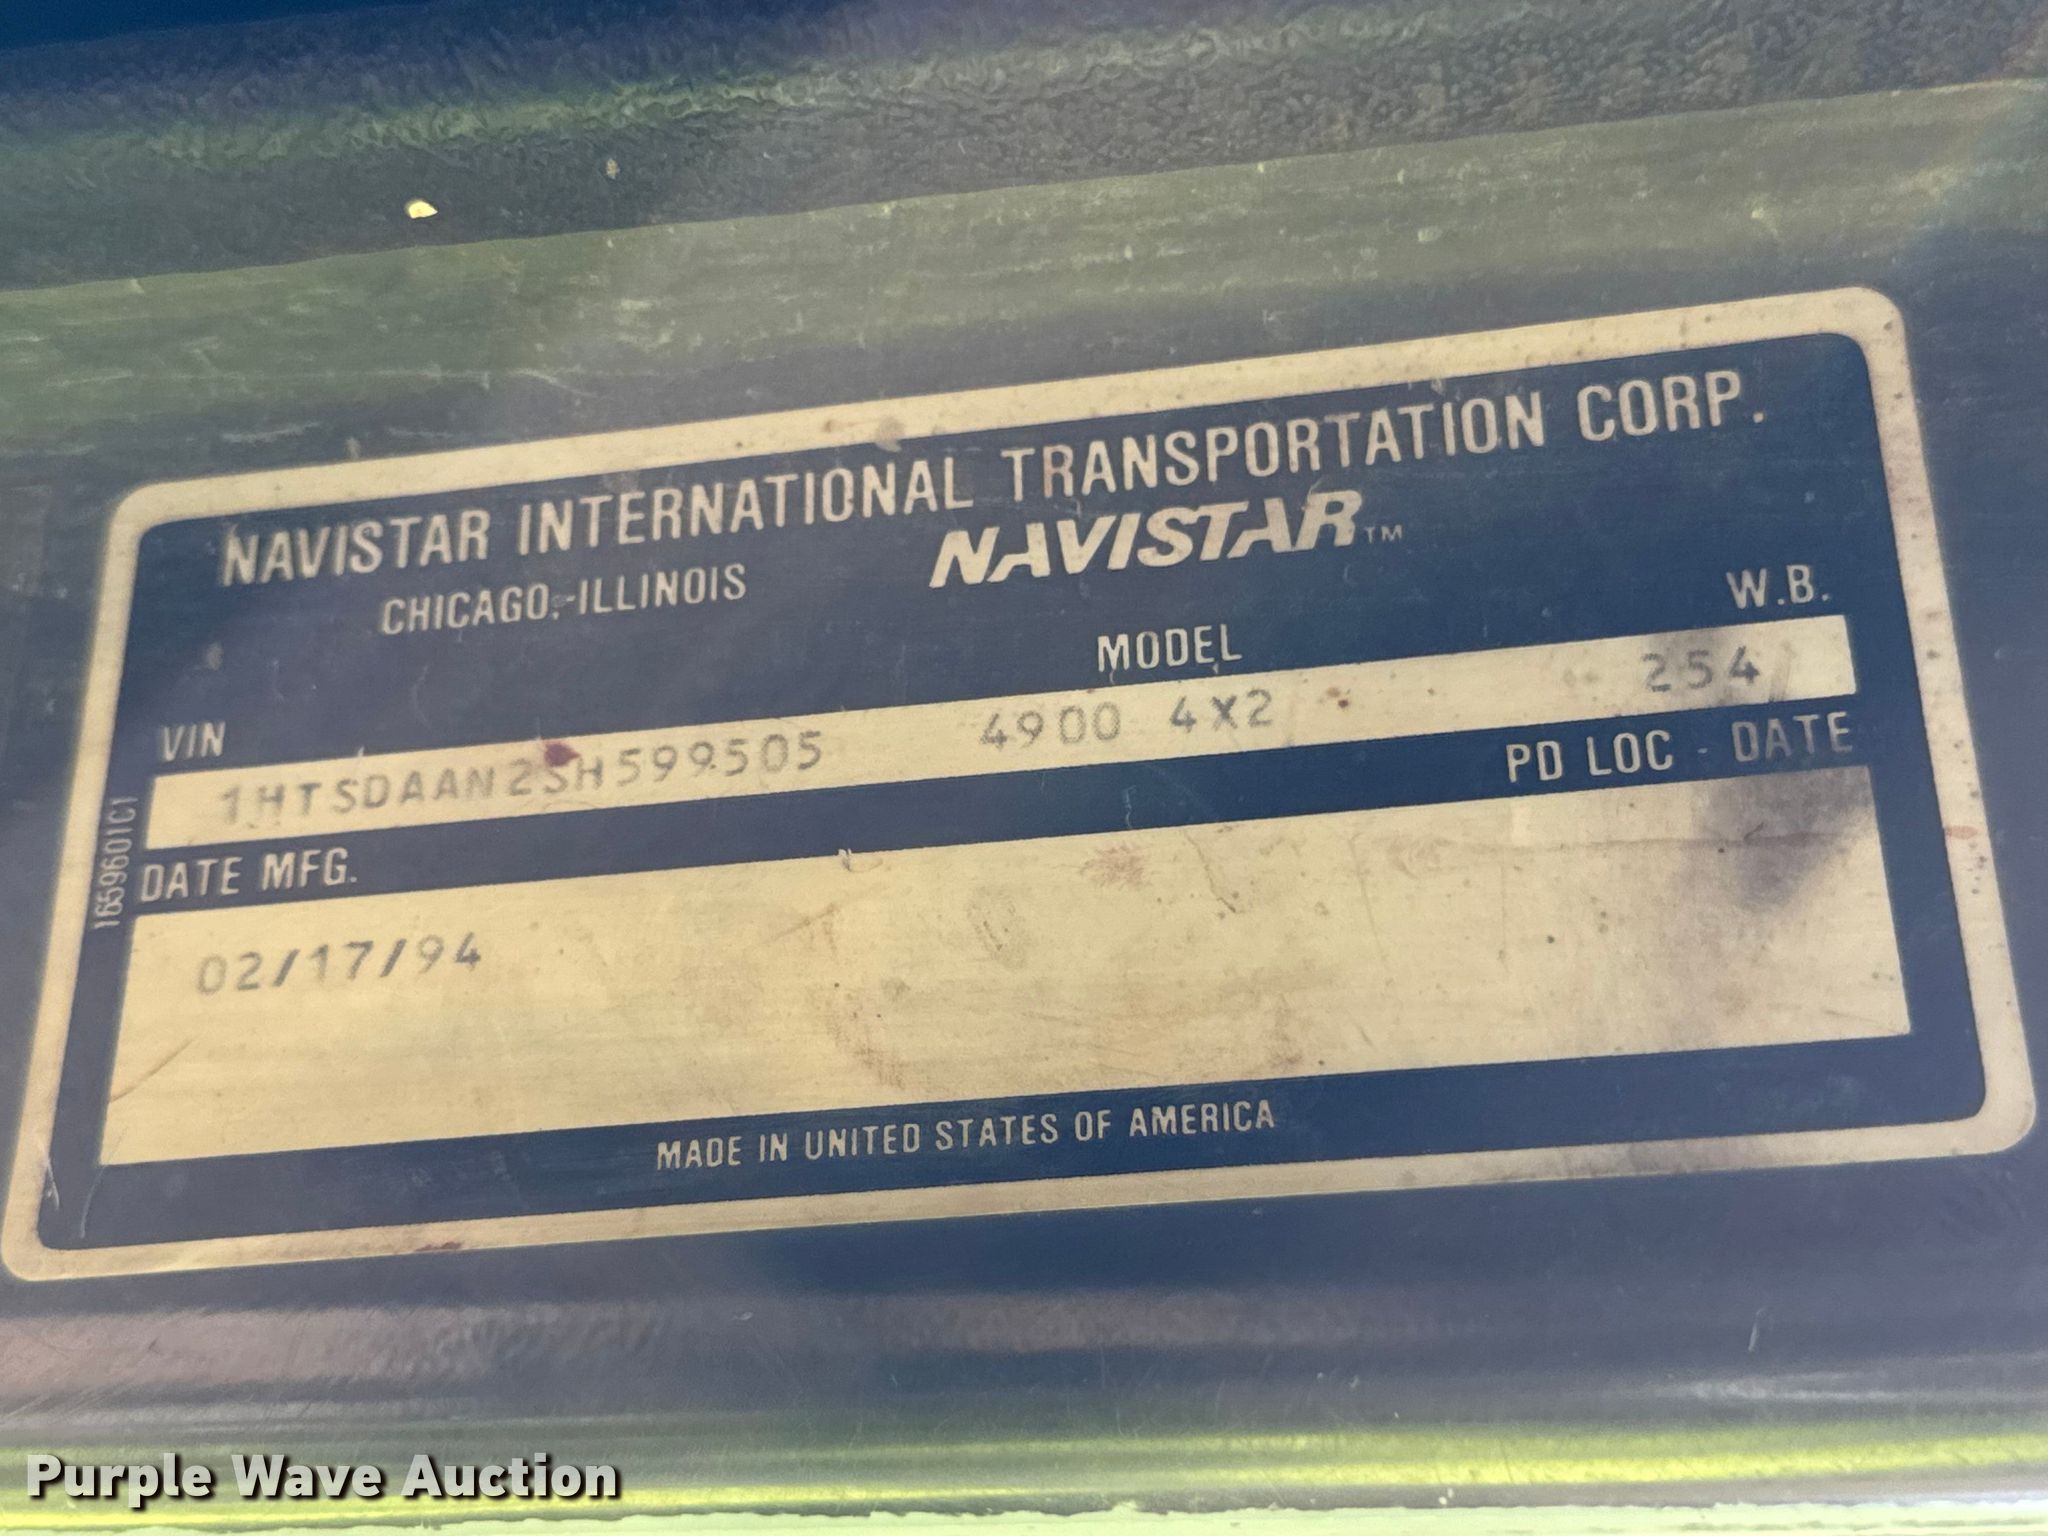 NAVISTAR INTERNATIONAL TRANSPORTATION CORP.
CHICAGO, ILLINOIS NAVISTAR™
VIN MODEL W.B.
1HTSDAAN2SH599505 4900 4X2 254
DATE MFG. PD LOC - DATE
02/17/94
1659601C1
MADE IN UNITED STATES OF AMERICA
Purple Wave Auction